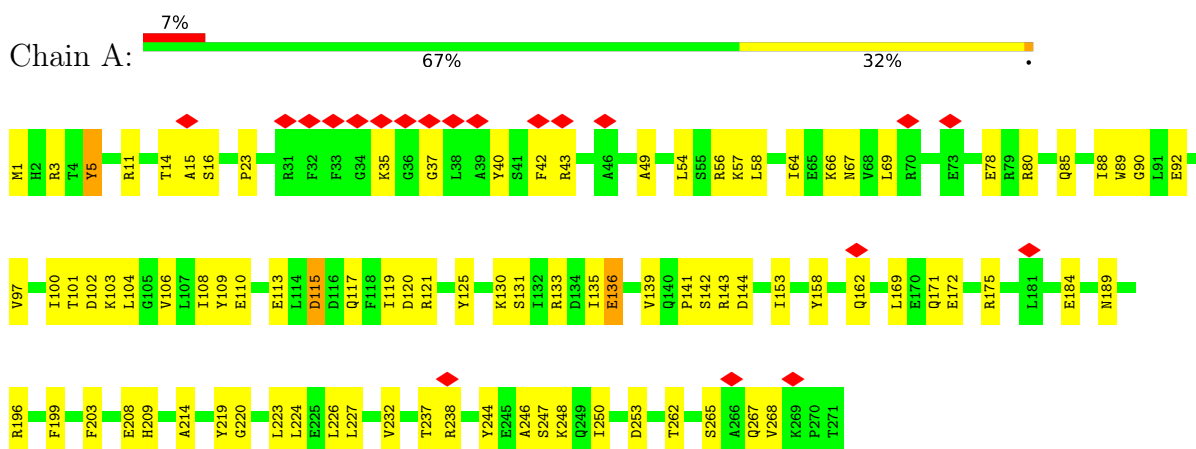 7%
Chain A:
67% 32% •
M1 H2 R3 T4 Y5 R11 T14 A15 S16 P23 R31 F32 F33 G34 K35 G36 G37 L38 A39 Y40 S41 F42 R43 A46 A49 L54 S55 R56 K57 L58 I64 E65 K66 N67 V68 L69 R70 E73 E78 R79 R80 Q85 I88 W89 G90 L91 E92
V97 I100 T101 D102 K103 L104 G105 V106 L107 I108 Y109 E110 E113 L114 D115 D116 Q117 F118 I119 D120 R121 Y125 K130 S131 I132 R133 D134 I135 E136 V139 Q140 P141 S142 R143 D144 I153 Y158 Q162 L169 E170 Q171 E172 R175 L181 E184 N189
R196 F199 F203 E208 H209 A214 Y219 G220 L223 L224 E225 L226 L227 V232 T237 R238 Y244 E245 A246 S247 K248 Q249 I250 D253 T262 S265 A266 Q267 V268 K269 P270 T271